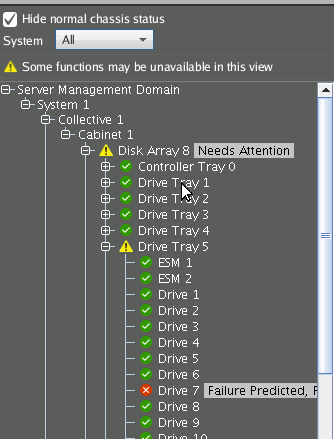 Hide normal chassis status
System All
Some functions may be unavailable in this view
Server Management Domain
System 1
Collective 1
Cabinet 1
Disk Array 8 Needs Attention
Controller Tray 0
Drive Tray 1
Drive Tray 2
Drive Tray 3
Drive Tray 4
Drive Tray 5
ESM 1
ESM 2
Drive 1
Drive 2
Drive 3
Drive 4
Drive 5
Drive 6
Drive 7 Failure Predicted,
Drive 8
Drive 9
Drive 10